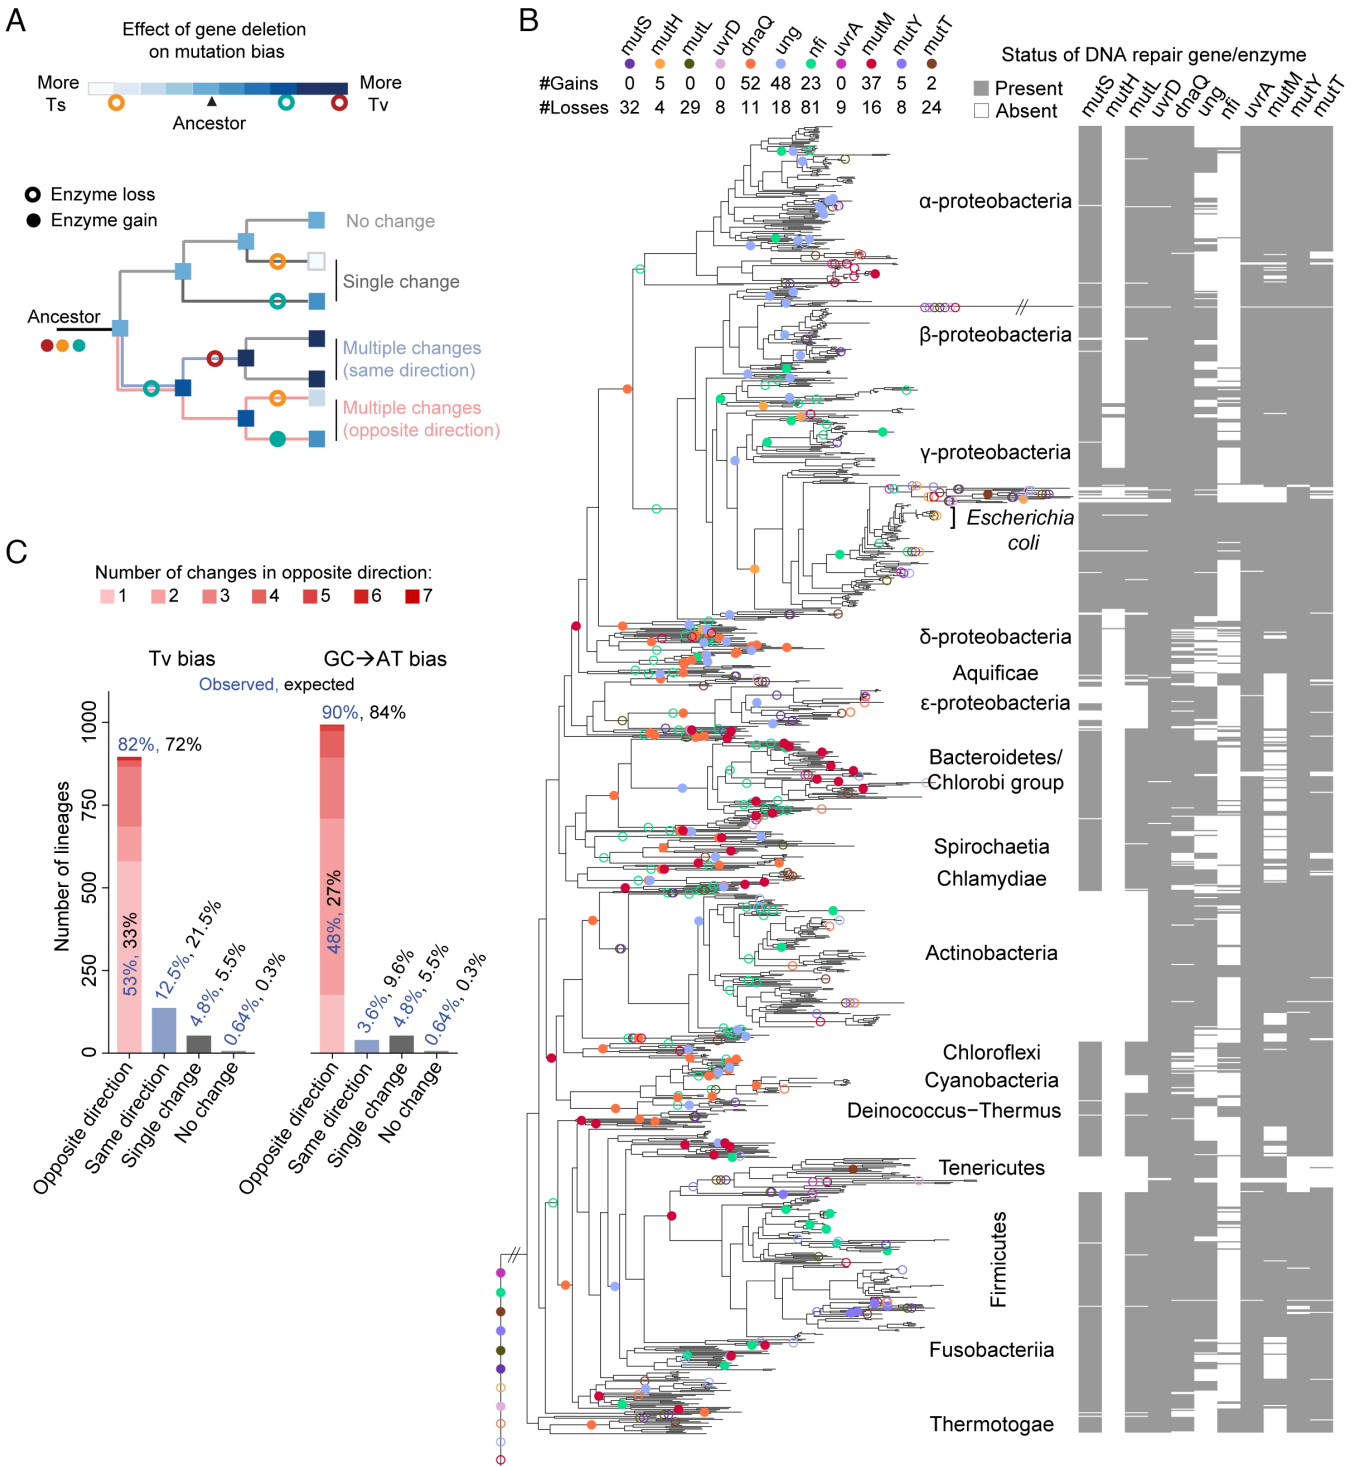 A
Effect of gene deletion
on mutation bias
More
Ts
More
Tv
Ancestor
Enzyme loss
Enzyme gain
No change
Single change
Ancestor
Multiple changes
(same direction)
Multiple changes
(opposite direction)
B
mutS mutH mutL uvrD dnaQ ung nfi uvrA mutM mutY mutT
#Gains 0 5 0 0 52 48 23 0 37 5 2
#Losses 32 4 29 8 11 18 81 9 16 8 24
Status of DNA repair gene/enzyme
Present
Absent
mutS mutH mutL uvrD dnaQ ung nfi uvrA mutM mutY mutT
α-proteobacteria
β-proteobacteria
γ-proteobacteria
Escherichia
coli
δ-proteobacteria
Aquificae
ε-proteobacteria
Bacteroidetes/
Chlorobi group
Spirochaetia
Chlamydiae
Actinobacteria
Chloroflexi
Cyanobacteria
Deinococcus−Thermus
Tenericutes
Firmicutes
Fusobacteriia
Thermotogae
C
Number of changes in opposite direction:
1 2 3 4 5 6 7
Tv bias
GC→AT bias
Observed, expected
Number of lineages
1000
750
500
250
0
82%, 72%
53%, 33%
12.5%, 21.5%
4.8%, 5.5%
0.64%, 0.3%
Opposite direction
Same direction
Single change
No change
90%, 84%
48%, 27%
3.6%, 9.6%
4.8%, 5.5%
0.64%, 0.3%
Opposite direction
Same direction
Single change
No change